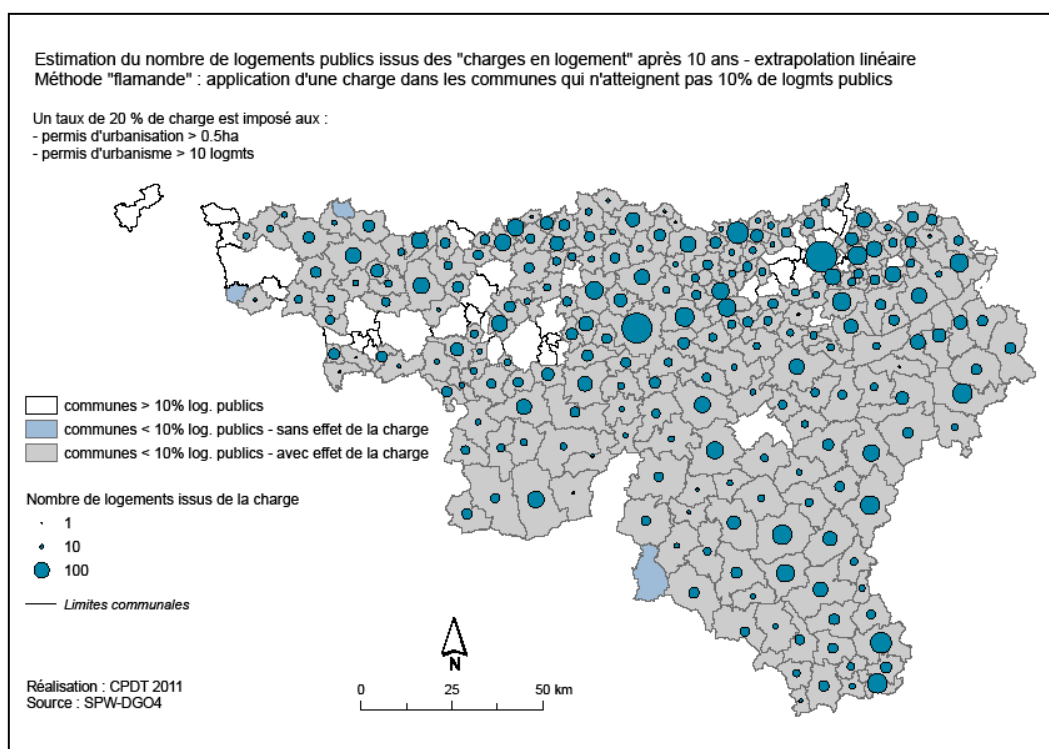 Estimation du nombre de logements publics issus des "charges en logement" après 10 ans - extrapolation linéaire
Méthode "flamande" : application d'une charge dans les communes qui n'atteignent pas 10% de logmts publics
Un taux de 20 % de charge est imposé aux :
- permis d'urbanisation > 0.5ha
- permis d'urbanisme > 10 logmts
communes > 10% log. publics
communes < 10% log. publics - sans effet de la charge
communes < 10% log. publics - avec effet de la charge
Nombre de logements issus de la charge
1
10
100
Limites communales
N
Réalisation : CPDT 2011
Source : SPW-DGO4
0 25 50 km